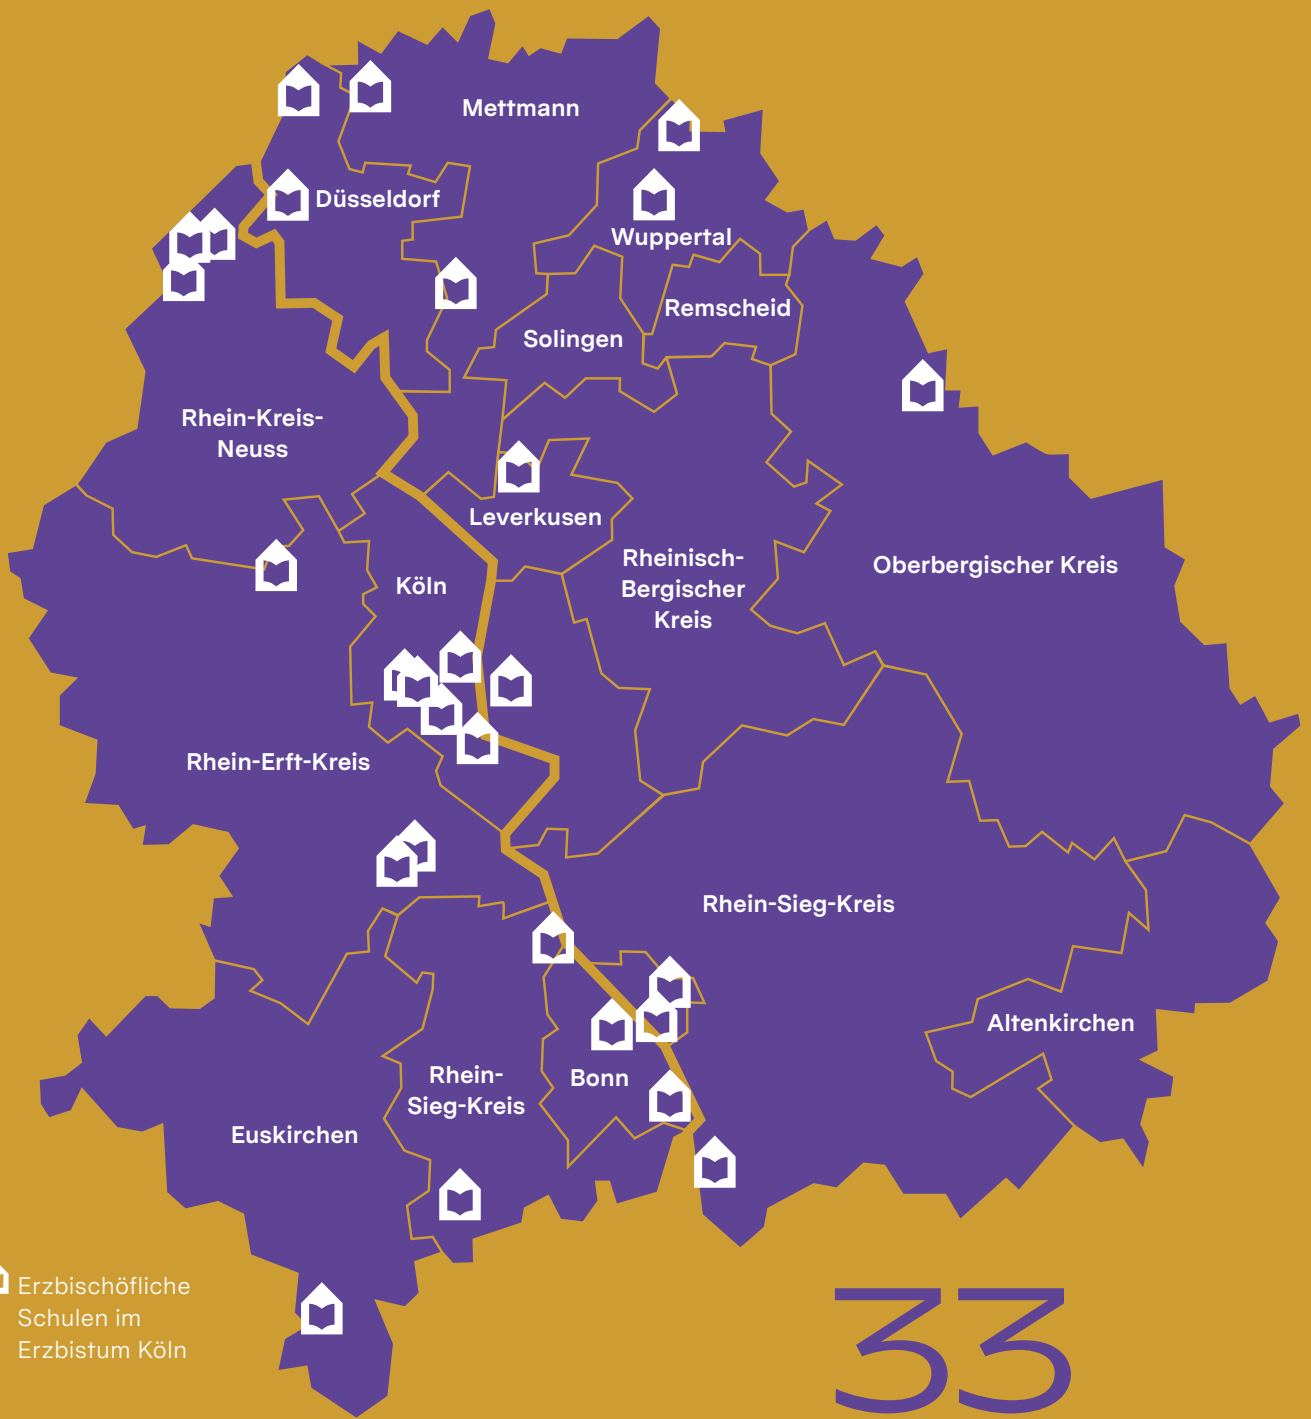 Mettmann
Düsseldorf
Wuppertal
Remscheid
Solingen
Rhein-Kreis-
Neuss
Leverkusen
Rheinisch-
Bergischer
Kreis
Oberbergischer Kreis
Köln
Rhein-Erft-Kreis
Rhein-Sieg-Kreis
Altenkirchen
Rhein-
Sieg-Kreis
Bonn
Euskirchen
Erzbischöfliche
Schulen im
Erzbistum Köln
33